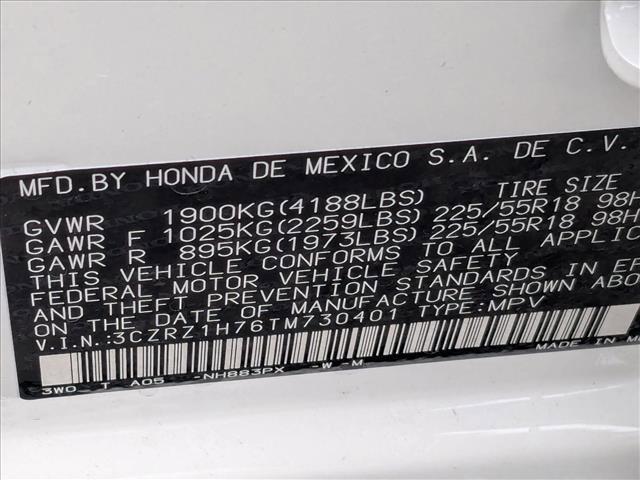 MFD.BY HONDA DE MEXICO S.A. DE C.V.
TIRE SIZE
GVWR 1900KG(4188LBS)
GAWR F 1025KG(2259LBS) 225/55R18 98H
GAWR R 895KG(1973LBS) 225/55R18 98H
THIS VEHICLE CONFORMS TO ALL APPLIC
FEDERAL MOTOR VEHICLE SAFETY
AND THEFT PREVENTION STANDARDS IN EF
ON THE DATE OF MANUFACTURE SHOWN ABO
V.I.N.:3CZRZ1H76TM730401 TYPE:MPV
3WO T A05 -NH883PX -W-M MADE IN ME